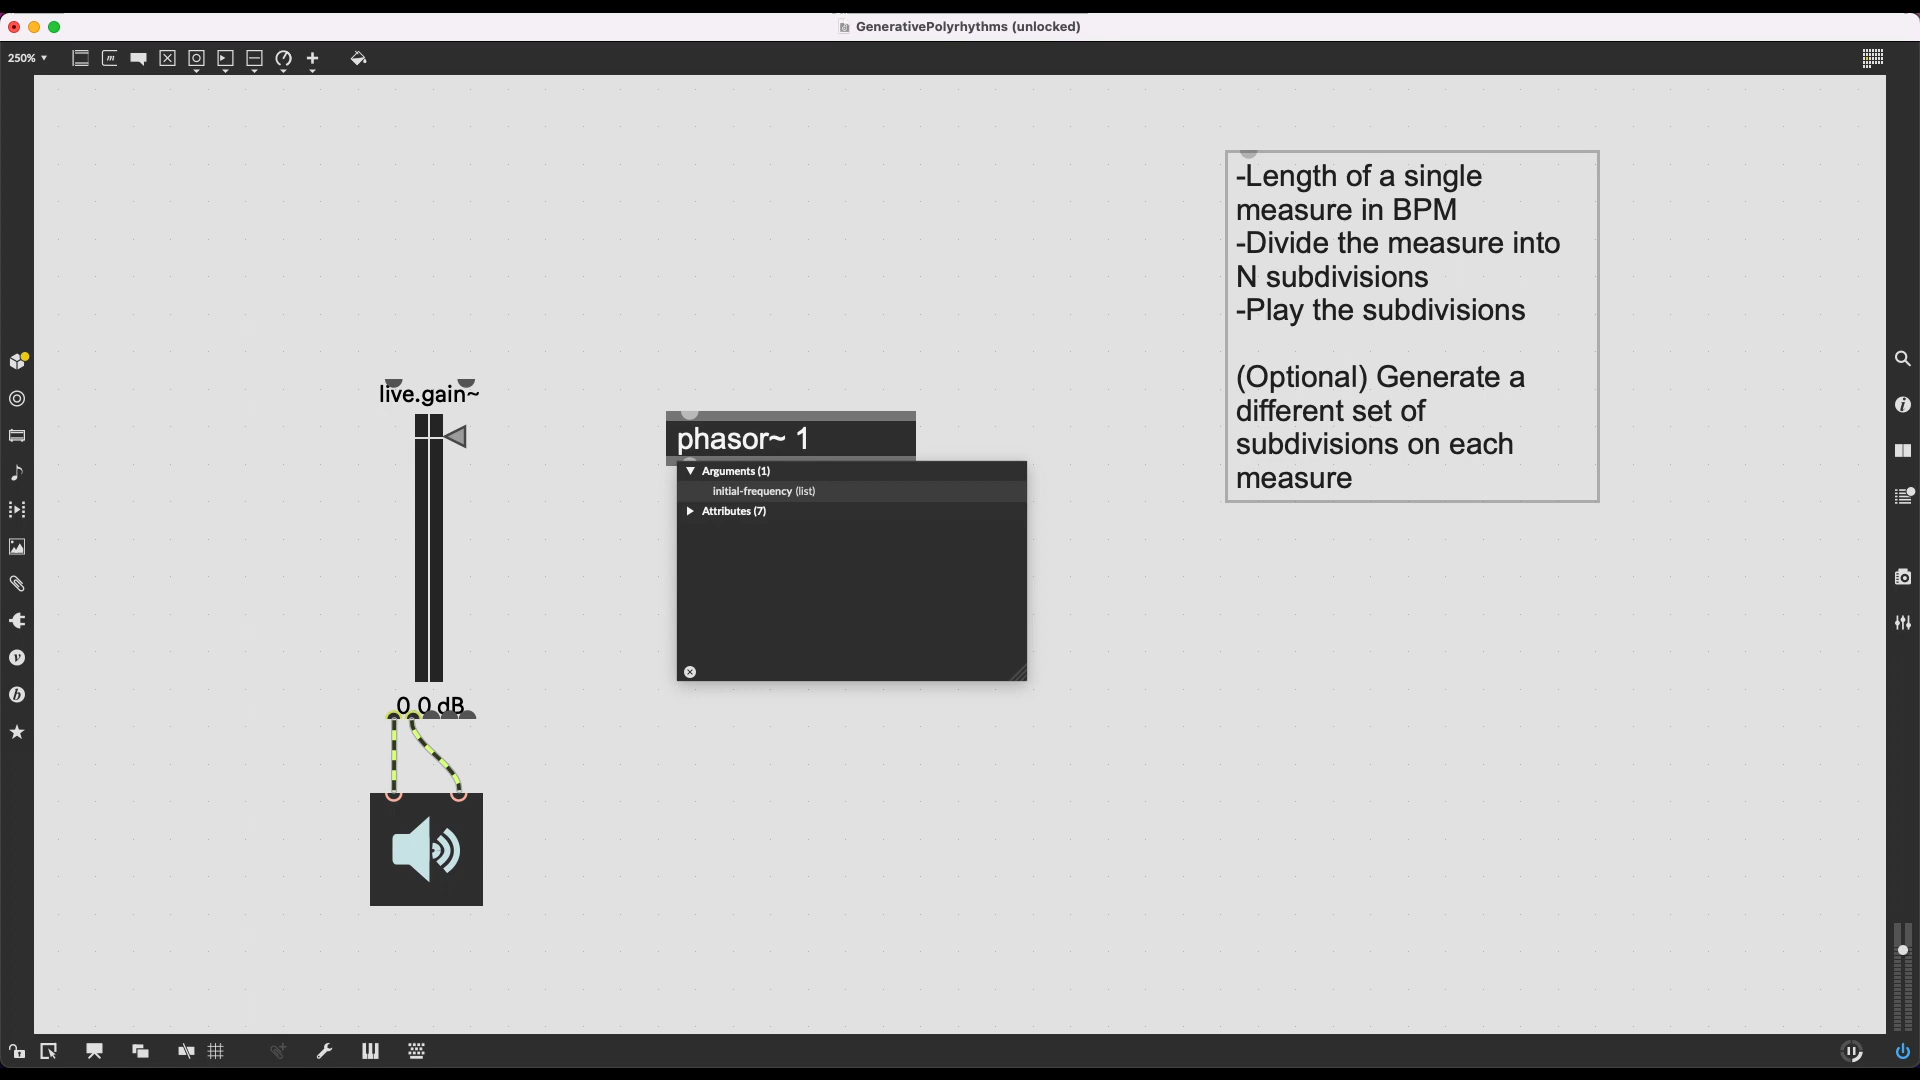 GenerativePolyrhythms (unlocked)
250%
-Length of a single
measure in BPM
-Divide the measure into
N subdivisions
-Play the subdivisions
(Optional) Generate a
different set of
subdivisions on each
measure
live.gain~
phasor~ 1
Arguments (1)
initial-frequency (list)
Attributes (7)
0 0 dB